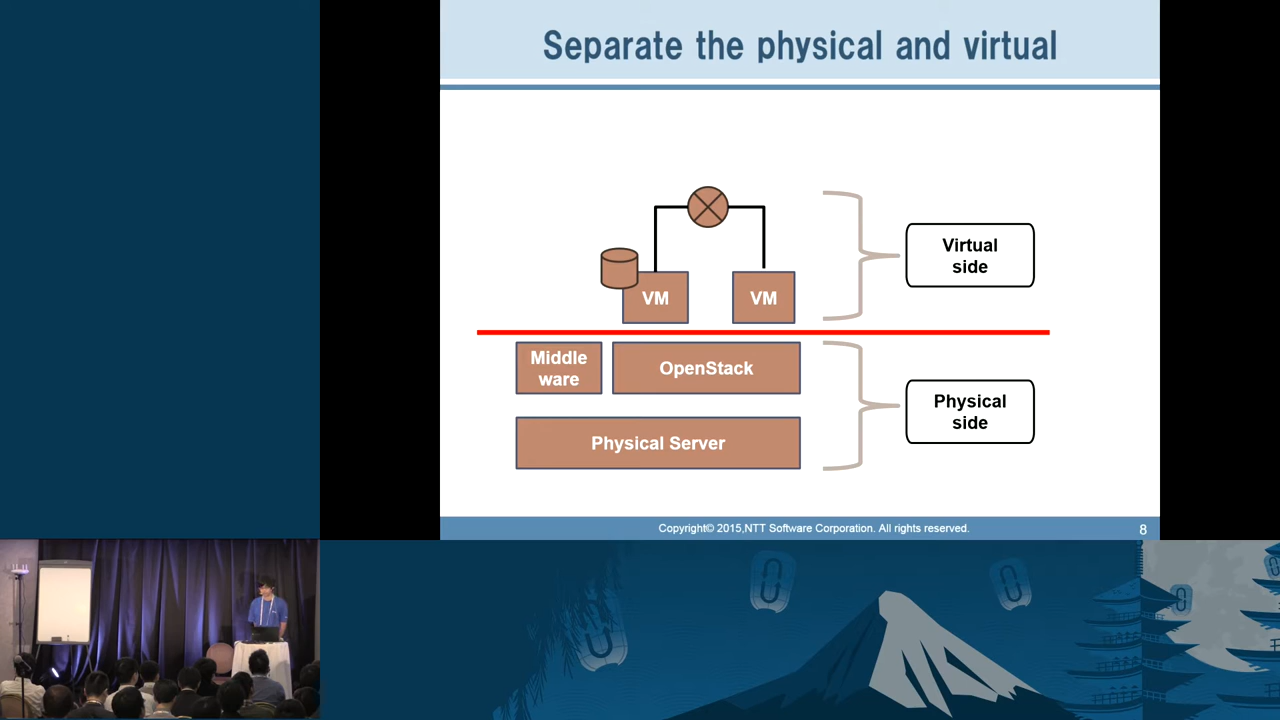 Separate the physical and virtual
Virtual
side
VM
VM
Middle
ware
OpenStack
Physical
side
Physical Server
Copyright© 2015,NTT Software Corporation. All rights reserved.
8